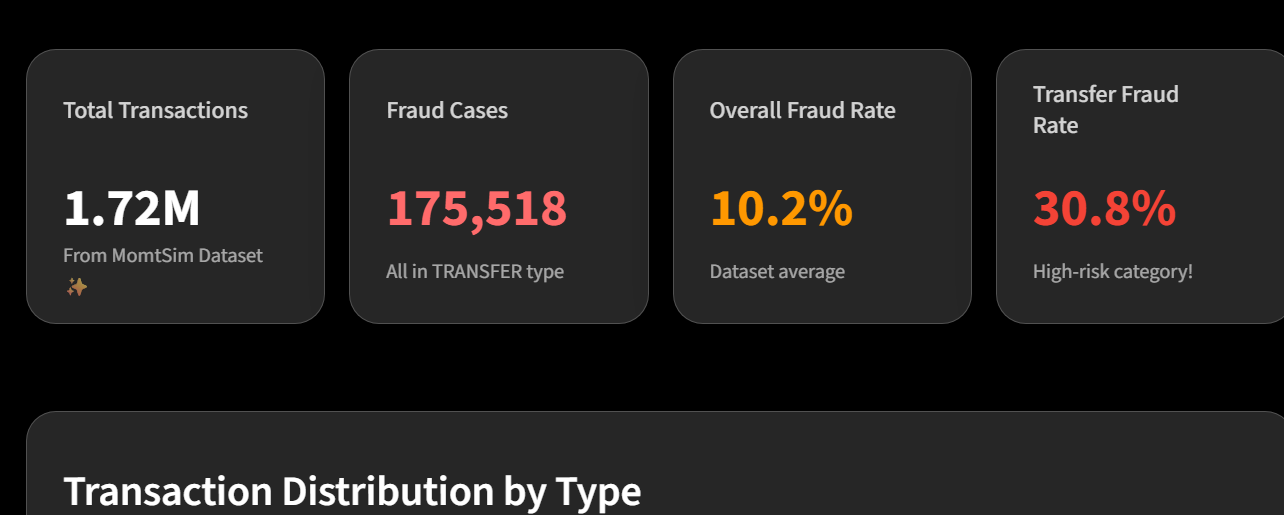 Total Transactions
1.72M
From MomtSim Dataset
✨
Fraud Cases
175,518
All in TRANSFER type
Overall Fraud Rate
10.2%
Dataset average
Transfer Fraud
Rate
30.8%
High-risk category!
Transaction Distribution by Type